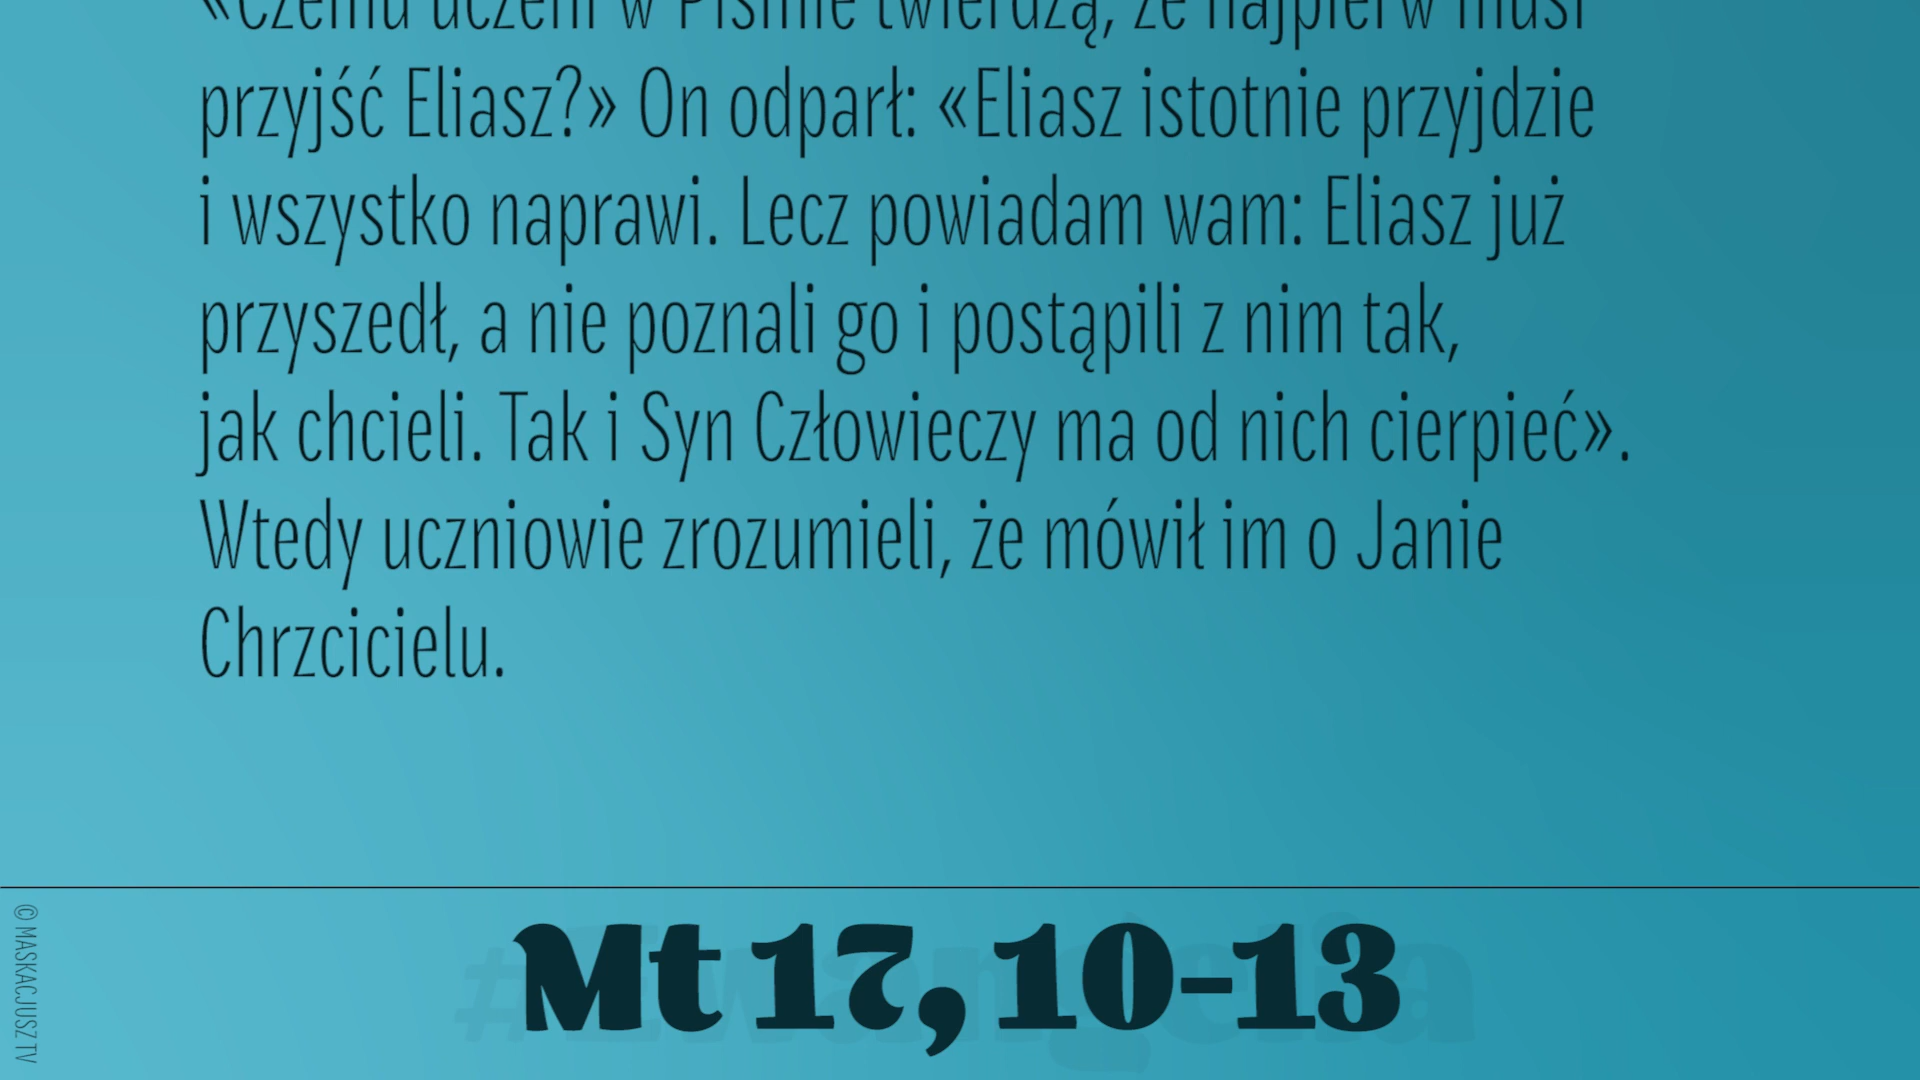 «Czemu uczeni w Piśmie twierdzą, że najpierw musi
przyjść Eliasz?» On odparł: «Eliasz istotnie przyjdzie
i wszystko naprawi. Lecz powiadam wam: Eliasz już
przyszedł, a nie poznali go i postąpili z nim tak,
jak chcieli. Tak i Syn Człowieczy ma od nich cierpieć».
Wtedy uczniowie zrozumieli, że mówił im o Janie
Chrzcicielu.
#Ewangelia
Mt 17, 10-13
© MASKACJUSZ TV